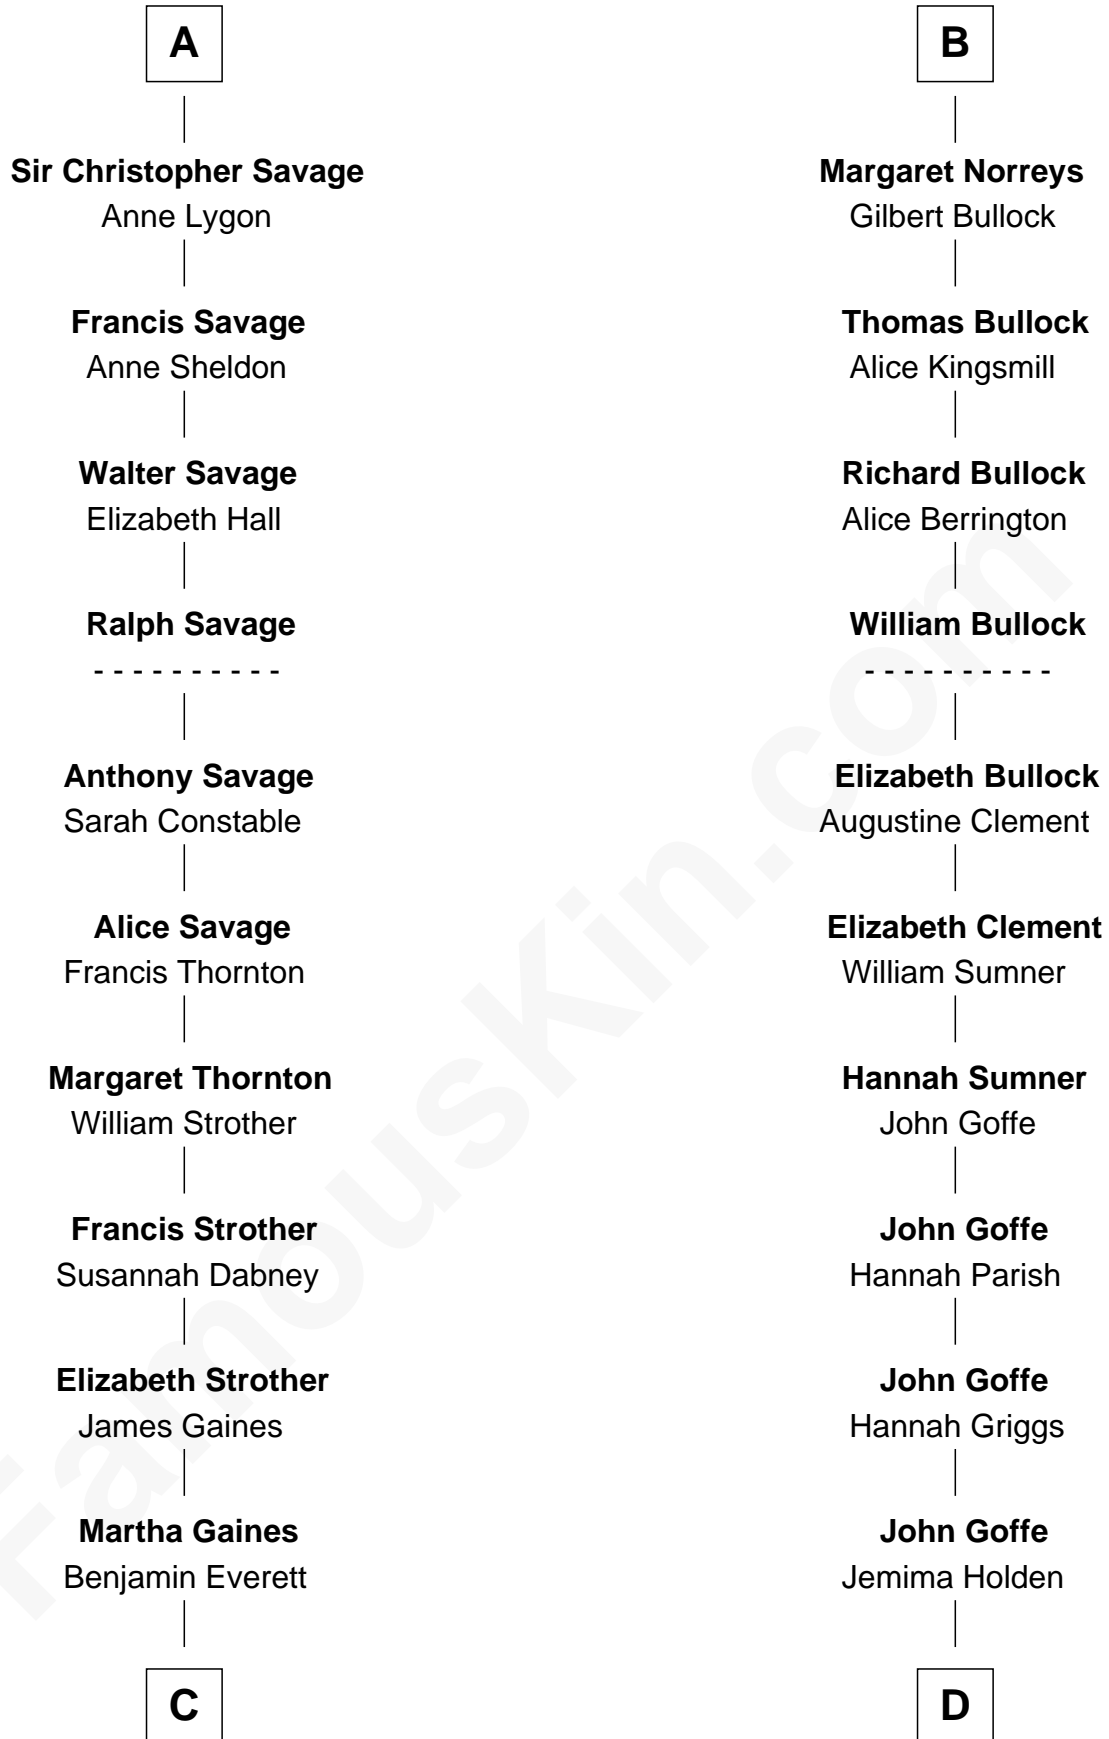 A
Sir Christopher Savage
Anne Lygon
Francis Savage
Anne Sheldon
Walter Savage
Elizabeth Hall
Ralph Savage
- - - - - - - - - -
Anthony Savage
Sarah Constable
Alice Savage
Francis Thornton
Margaret Thornton
William Strother
Francis Strother
Susannah Dabney
Elizabeth Strother
James Gaines
Martha Gaines
Benjamin Everett
C
B
Margaret Norreys
Gilbert Bullock
Thomas Bullock
Alice Kingsmill
Richard Bullock
Alice Berrington
William Bullock
- - - - - - - - - -
Elizabeth Bullock
Augustine Clement
Elizabeth Clement
William Sumner
Hannah Sumner
John Goffe
John Goffe
Hannah Parish
John Goffe
Hannah Griggs
John Goffe
Jemima Holden
D
FamousKin.com